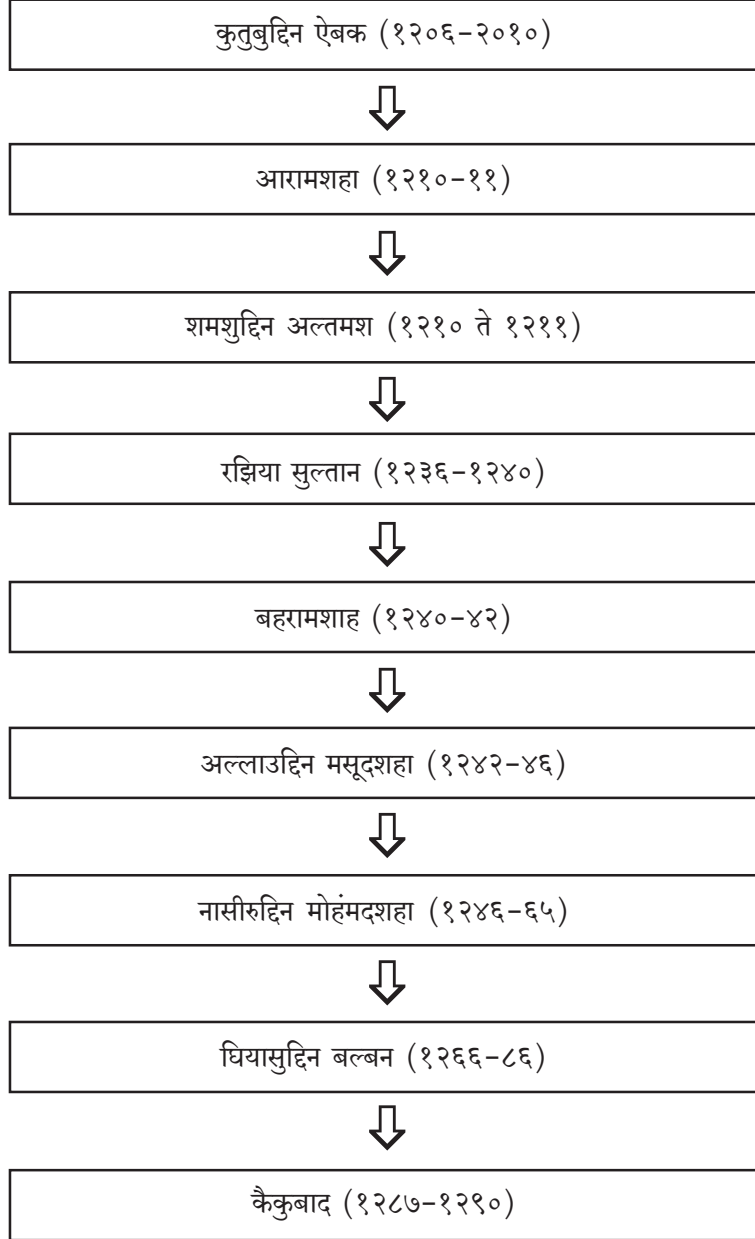 कुतुबुद्दिन ऐबक (१२०६-२०१०)
आरामशहा (१२१०-११)
शमशुद्दिन अल्तमश (१२१० ते १२११)
रझिया सुल्तान (१२३६-१२४०)
बहरामशाह (१२४०-४२)
अल्लाउद्दिन मसूदशहा (१२४२-४६)
नासीरुद्दिन मोहंमदशहा (१२४६-६५)
घियासुद्दिन बल्बन (१२६६-८६)
कैकुबाद (१२८७-१२९०)